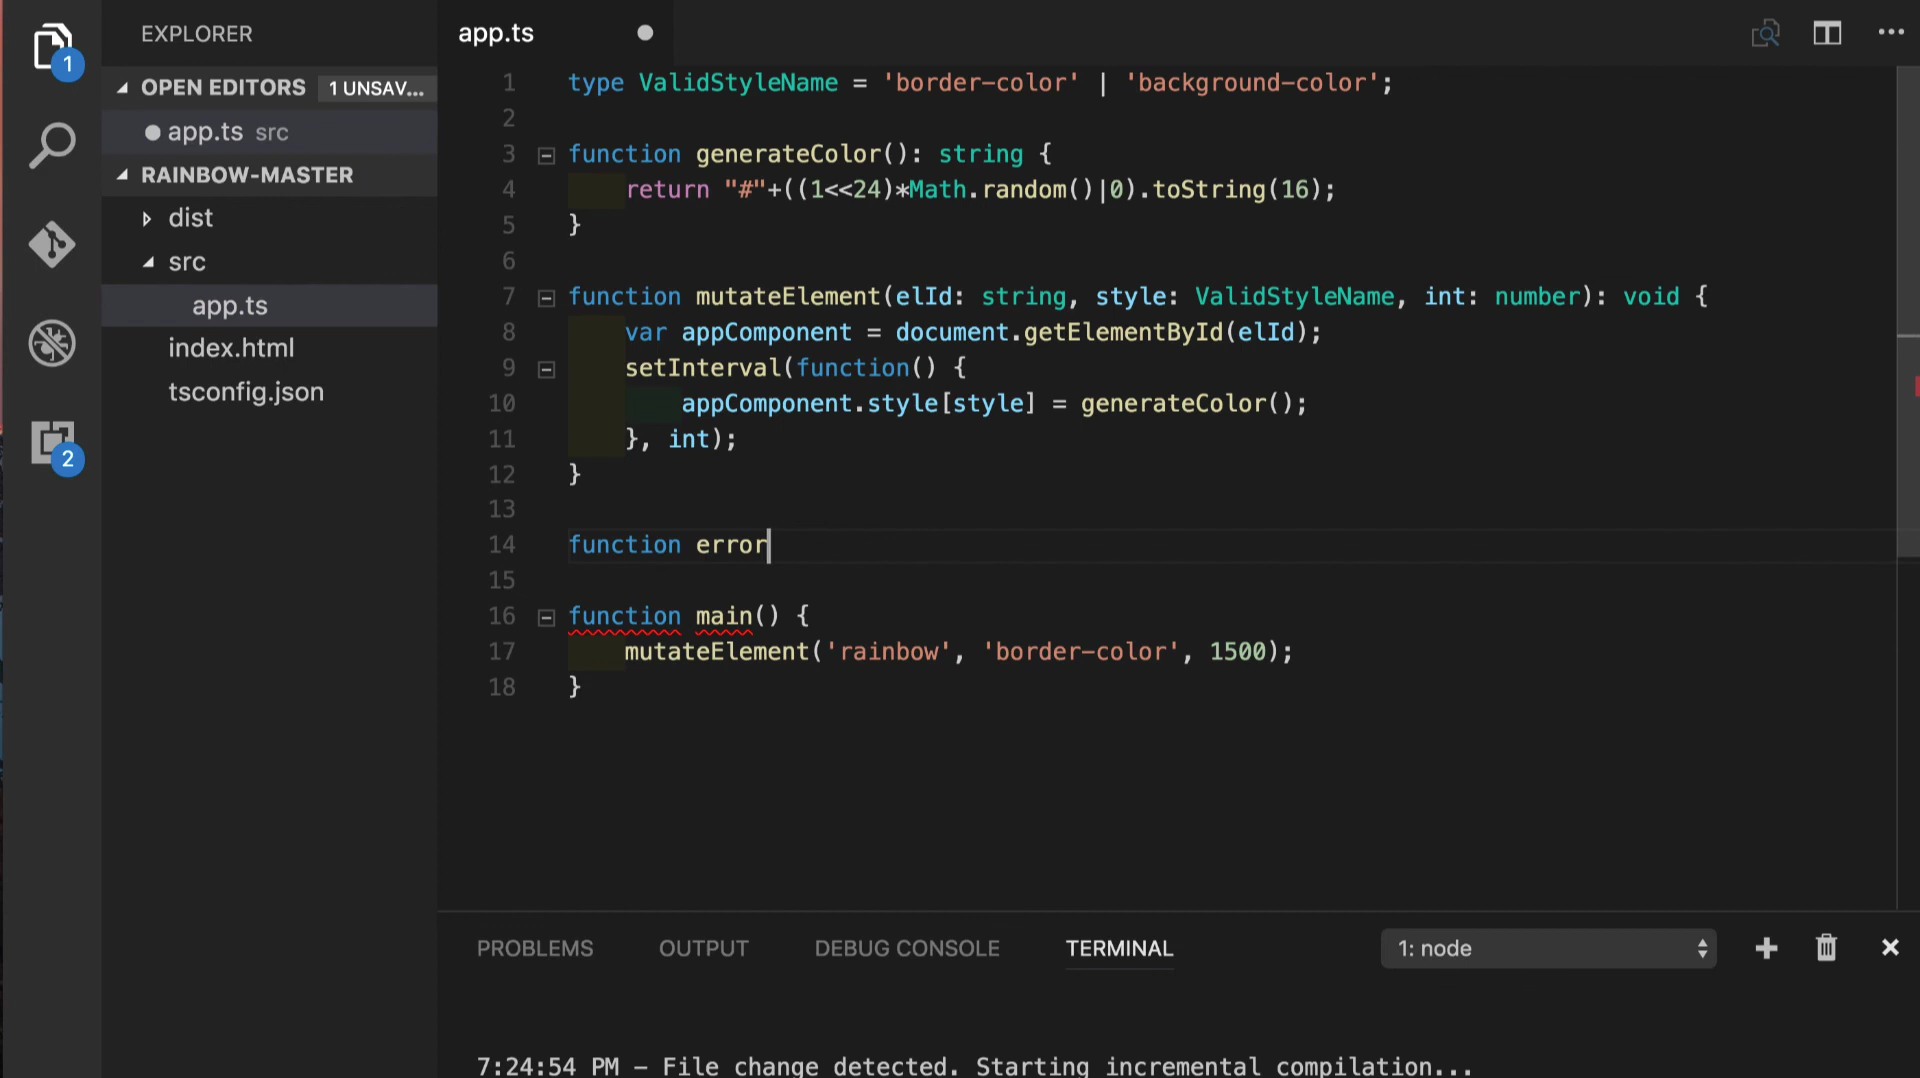 EXPLORER
OPEN EDITORS 1 UNSAV...
app.ts src
RAINBOW-MASTER
dist
src
app.ts
index.html
tsconfig.json
1
2
app.ts
1 type ValidStyleName = 'border-color' | 'background-color';
2
3 function generateColor(): string {
4 return "#"+((1<<24)*Math.random()|0).toString(16);
5 }
6
7 function mutateElement(elId: string, style: ValidStyleName, int: number): void {
8 var appComponent = document.getElementById(elId);
9 setInterval(function() {
10 appComponent.style[style] = generateColor();
11 }, int);
12 }
13
14 function error
15
16 function main() {
17 mutateElement('rainbow', 'border-color', 1500);
18 }
PROBLEMS OUTPUT DEBUG CONSOLE TERMINAL 1: node
7:24:54 PM – File change detected. Starting incremental compilation...